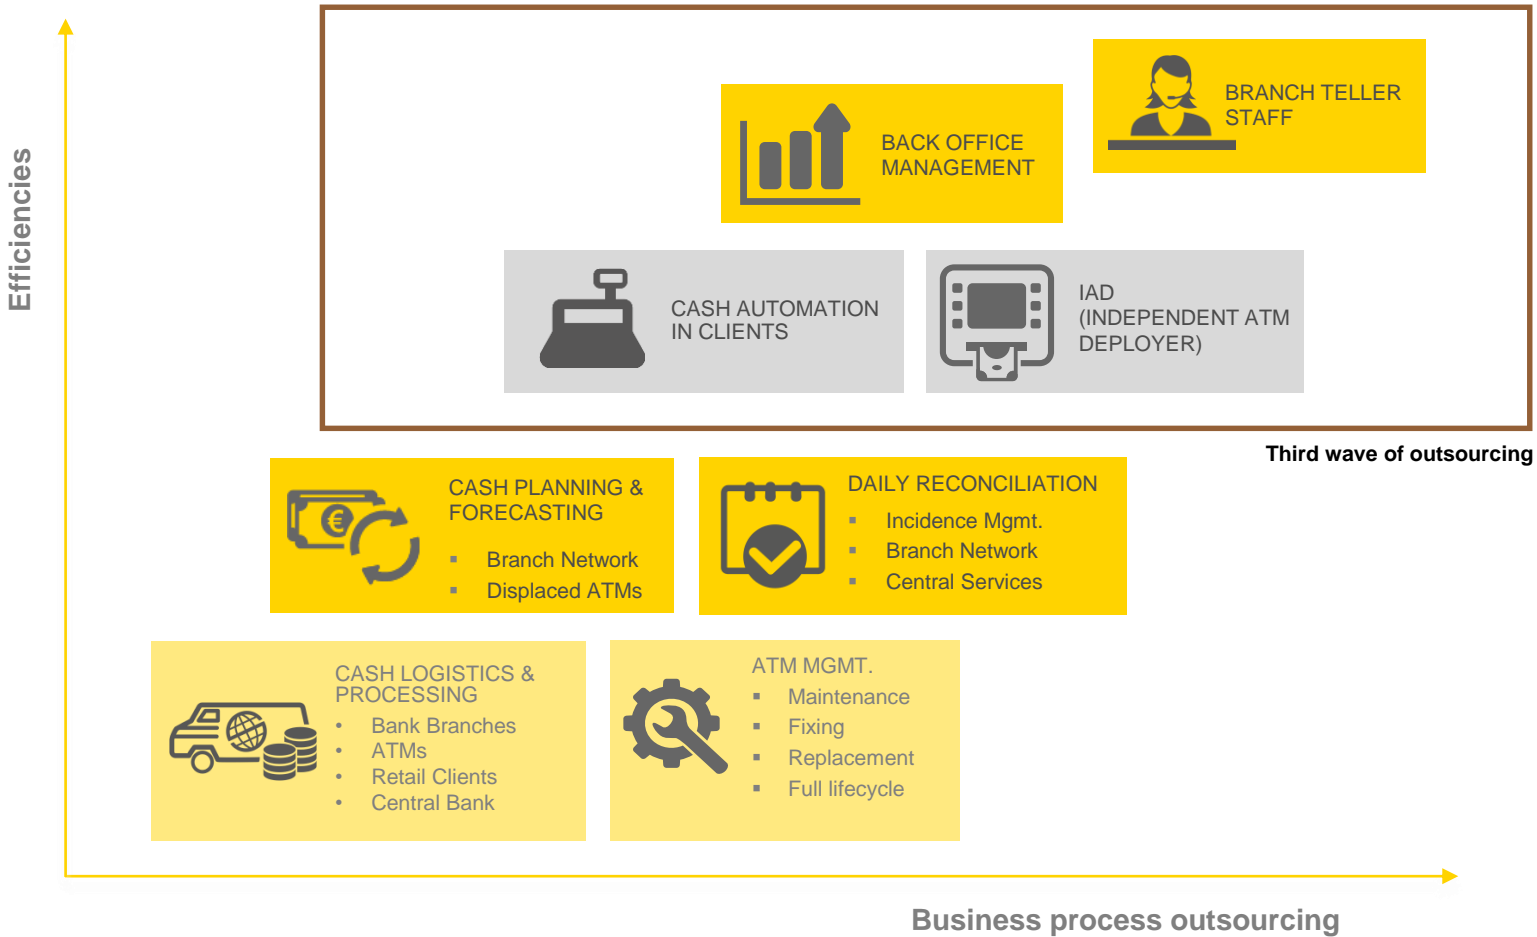 Efficiencies
BRANCH TELLER
STAFF
BACK OFFICE
MANAGEMENT
CASH AUTOMATION
IN CLIENTS
IAD
(INDEPENDENT ATM
DEPLOYER)
Third wave of outsourcing
CASH PLANNING &
FORECASTING
▪ Branch Network
▪ Displaced ATMs
DAILY RECONCILIATION
▪ Incidence Mgmt.
▪ Branch Network
▪ Central Services
CASH LOGISTICS &
PROCESSING
• Bank Branches
• ATMs
• Retail Clients
• Central Bank
ATM MGMT.
▪ Maintenance
▪ Fixing
▪ Replacement
▪ Full lifecycle
Business process outsourcing